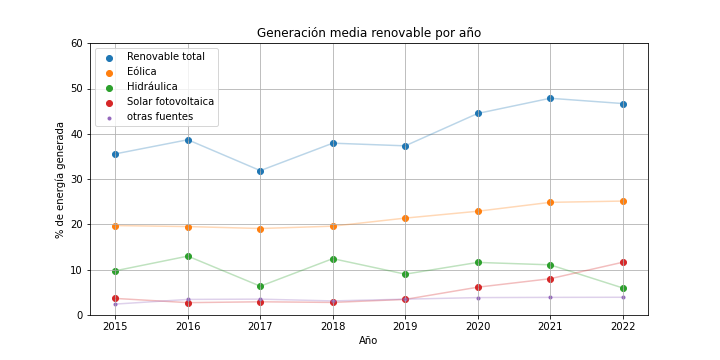 Generación media renovable por año
Renovable total
Eólica
Hidráulica
Solar fotovoltaica
otras fuentes
% de energía generada
60
50
40
30
20
10
0
2015 2016 2017 2018 2019 2020 2021 2022
Año